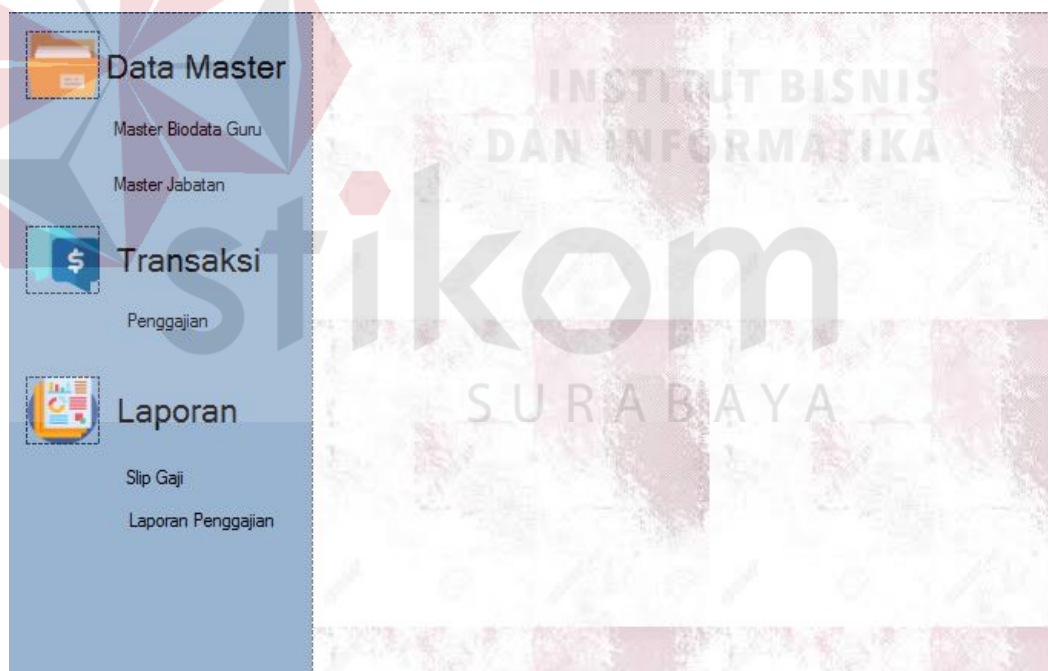 Data Master
Master Biodata Guru
Master Jabatan
Transaksi
$
Penggajian
Laporan
Slip Gaji
Laporan Penggajian
INSTITUT BISNIS
DAN INFORMATIKA
stikom
SURABAYA